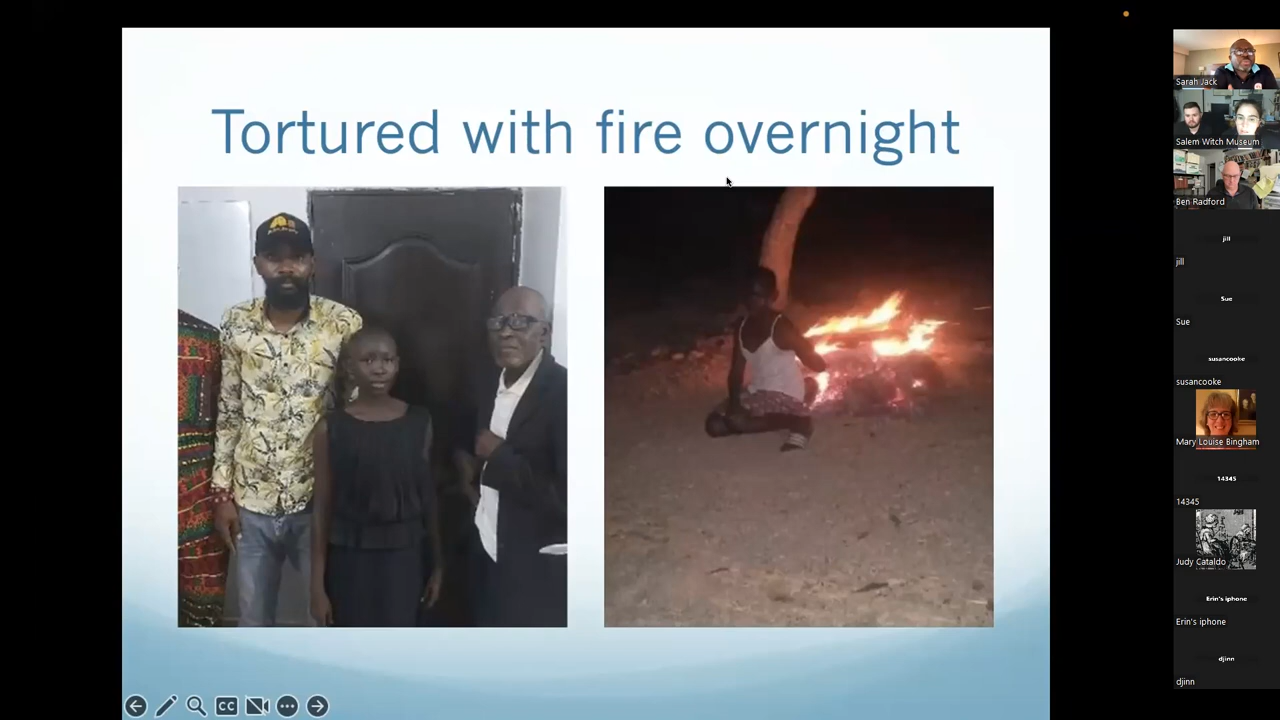 Tortured with fire overnight
CC
Sarah Jack
Salem Witch Museum
Ben Radford
jill
jill
Sue
Sue
susancooke
susancooke
Mary Louise Bingham
14345
14345
Judy Cataldo
Erin's iphone
Erin's iphone
djinn
djinn